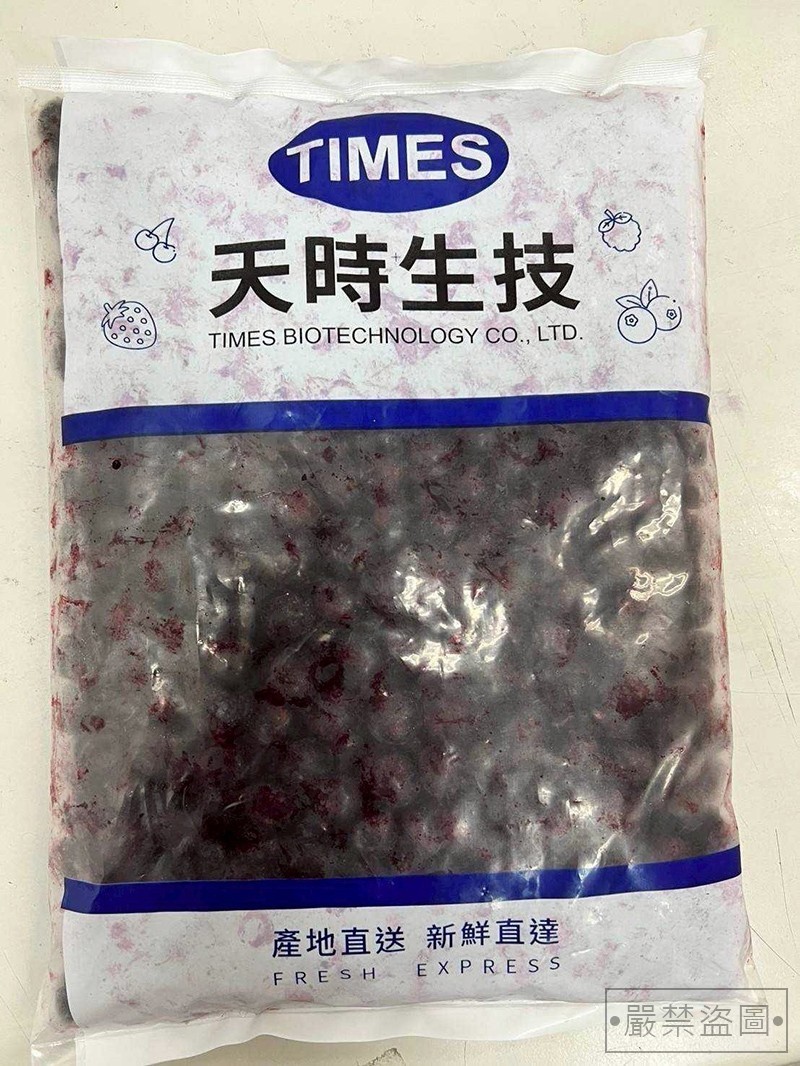 TIMES
天時生技
TIMES BIOTECHNOLOGY CO., LTD.
產地直送 新鮮直達
FRESH EXPRESS
•嚴禁盜圖•